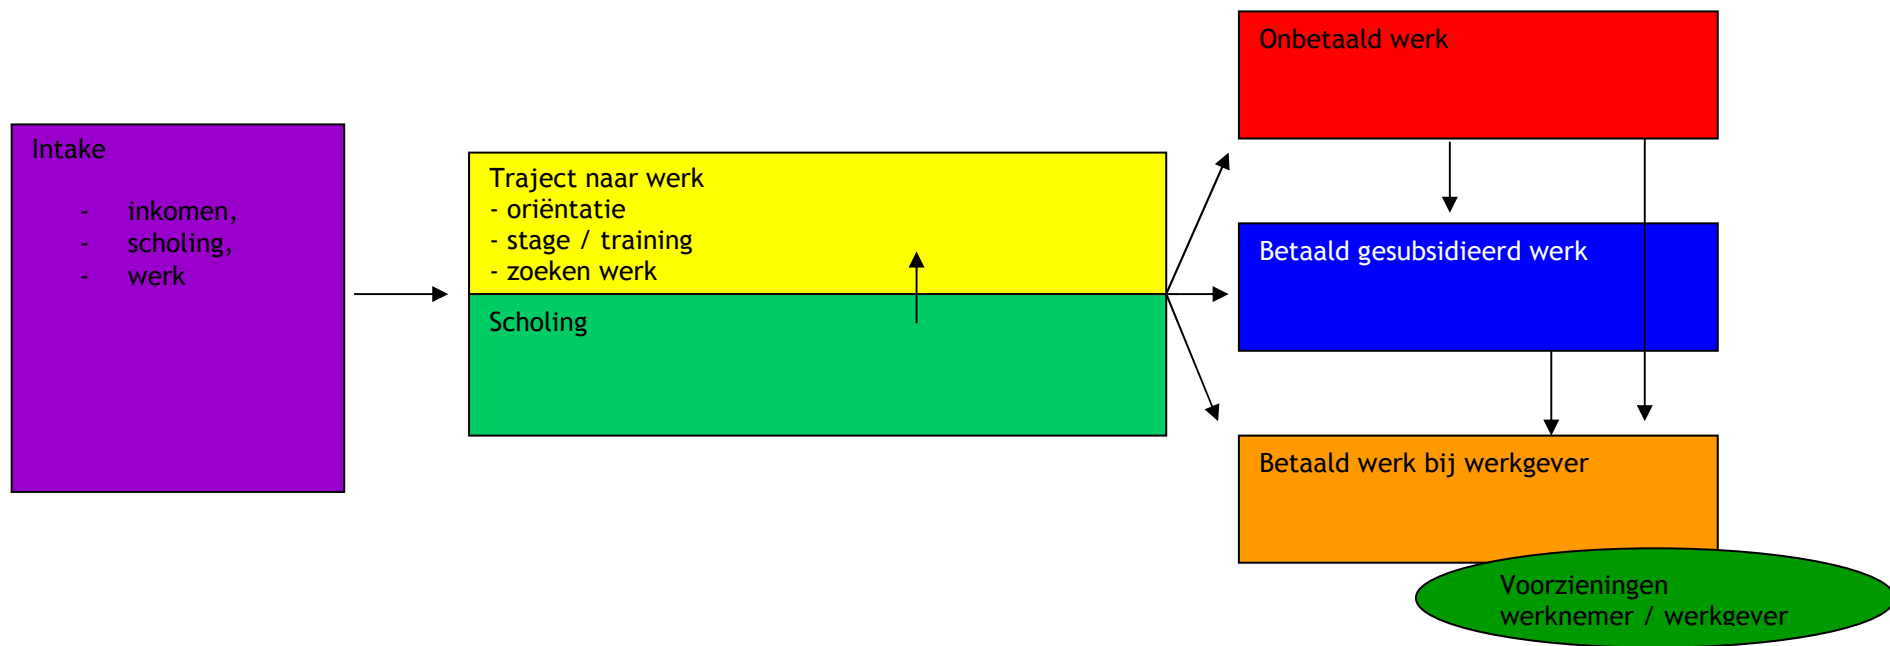 Intake
- inkomen,
- scholing,
- werk
Traject naar werk
- oriëntatie
- stage / training
- zoeken werk
Scholing
Onbetaald werk
Betaald gesubsidieerd werk
Betaald werk bij werkgever
Voorzieningen
werknemer / werkgever